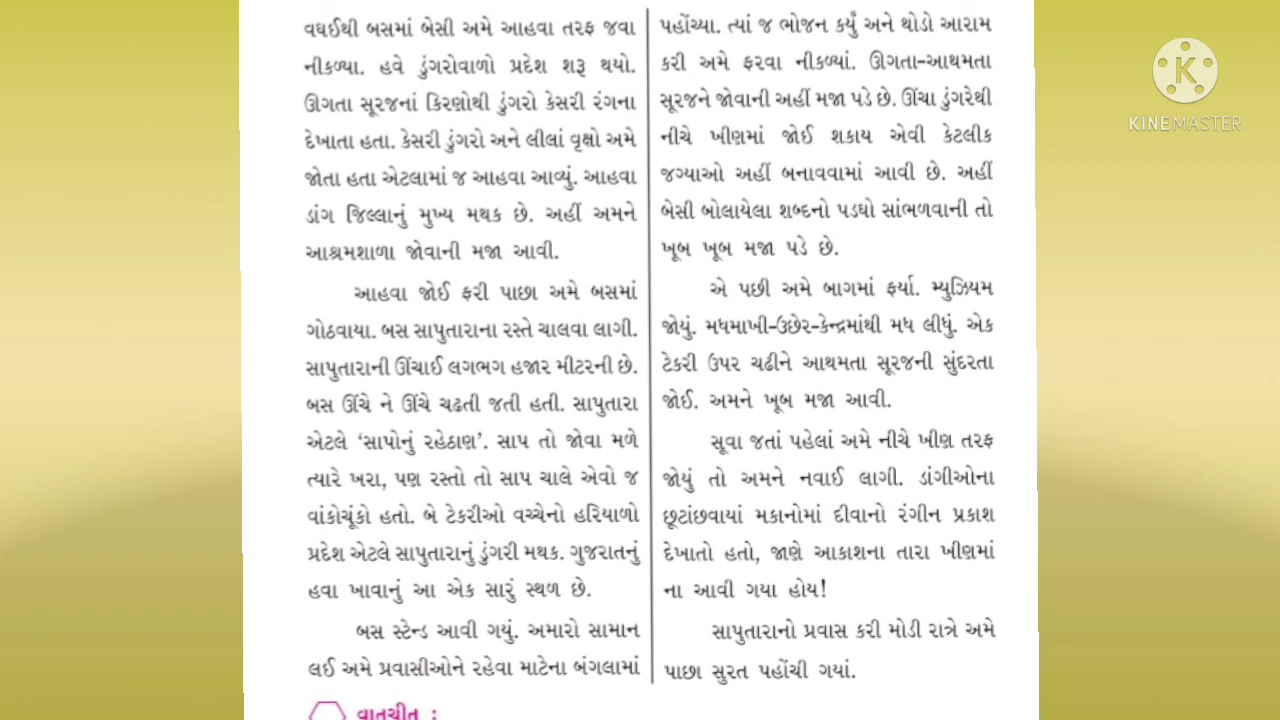 વઘઈથી બસમાં બેસી અમે આહવા તરફ જવા
નીકળ્યા. હવે ડુંગરોવાળો પ્રદેશ શરૂ થયો.
ઊગતા સૂરજનાં કિરણોથી ડુંગરો કેસરી રંગના
દેખાતા હતા. કેસરી ડુંગરો અને લીલાં વૃક્ષો અમે
જોતા હતા એટલામાં જ આહવા આવ્યું. આહવા
ડાંગ જિલ્લાનું મુખ્ય મથક છે. અહીં અમને
આશ્રમશાળા જોવાની મજા આવી.
આહવા જોઈ ફરી પાછા અમે બસમાં
ગોઠવાયા. બસ સાપુતારાના રસ્તે ચાલવા લાગી.
સાપુતારાની ઊંચાઈ લગભગ હજાર મીટરની છે.
બસ ઊંચે ને ઊંચે ચઢતી જતી હતી. સાપુતારા
એટલે ‘સાપોનું રહેઠાણ’. સાપ તો જોવા મળે
ત્યારે ખરા, પણ રસ્તો તો સાપ ચાલે એવો જ
વાંકોચૂંકો હતો. બે ટેકરીઓ વચ્ચેનો હરિયાળો
પ્રદેશ એટલે સાપુતારાનું ડુંગરી મથક. ગુજરાતનું
હવા ખાવાનું આ એક સારું સ્થળ છે.
બસ સ્ટેન્ડ આવી ગયું. અમારો સામાન
લઈ અમે પ્રવાસીઓને રહેવા માટેના બંગલામાં
પહોંચ્યા. ત્યાં જ ભોજન કર્યું અને થોડો આરામ
કરી અમે ફરવા નીકળ્યાં. ઊગતા-આથમતા
સૂરજને જોવાની અહીં મજા પડે છે. ઊંચા ડુંગરેથી
નીચે ખીણમાં જોઈ શકાય એવી કેટલીક
જગ્યાઓ અહીં બનાવવામાં આવી છે. અહીં
બેસી બોલાયેલા શબ્દનો પડઘો સાંભળવાની તો
ખૂબ ખૂબ મજા પડે છે.
એ પછી અમે બાગમાં ફર્યા. મ્યુઝિયમ
જોયું. મધમાખી-ઉછેર-કેન્દ્રમાંથી મધ લીધું. એક
ટેકરી ઉપર ચઢીને આથમતા સૂરજની સુંદરતા
જોઈ. અમને ખૂબ મજા આવી.
સૂવા જતાં પહેલાં અમે નીચે ખીણ તરફ
જોયું તો અમને નવાઈ લાગી. ડાંગીઓના
છૂટાંછવાયાં મકાનોમાં દીવાનો રંગીન પ્રકાશ
દેખાતો હતો, જાણે આકાશના તારા ખીણમાં
ના આવી ગયા હોય!
સાપુતારાનો પ્રવાસ કરી મોડી રાત્રે અમે
પાછા સુરત પહોંચી ગયાં.
વાતચીત :
K
KINEMASTER